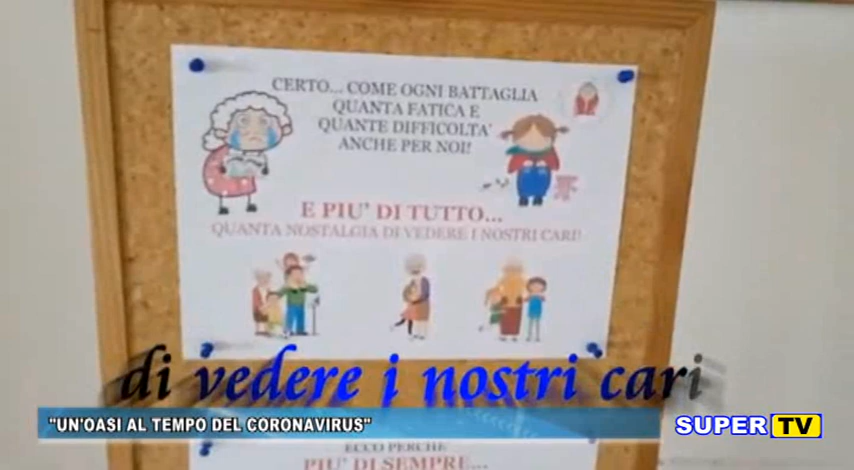 CERTO... COME OGNI BATTAGLIA
QUANTA FATICA E
QUANTE DIFFICOLTA'
ANCHE PER NOI!
E PIU' DI TUTTO...
QUANTA NOSTALGIA DI VEDERE I NOSTRI CARI!
di vedere i nostri cari
"UN'OASI AL TEMPO DEL CORONAVIRUS"
SUPER TV
ECCO PERCHE'
PIU' DI SEMPRE...